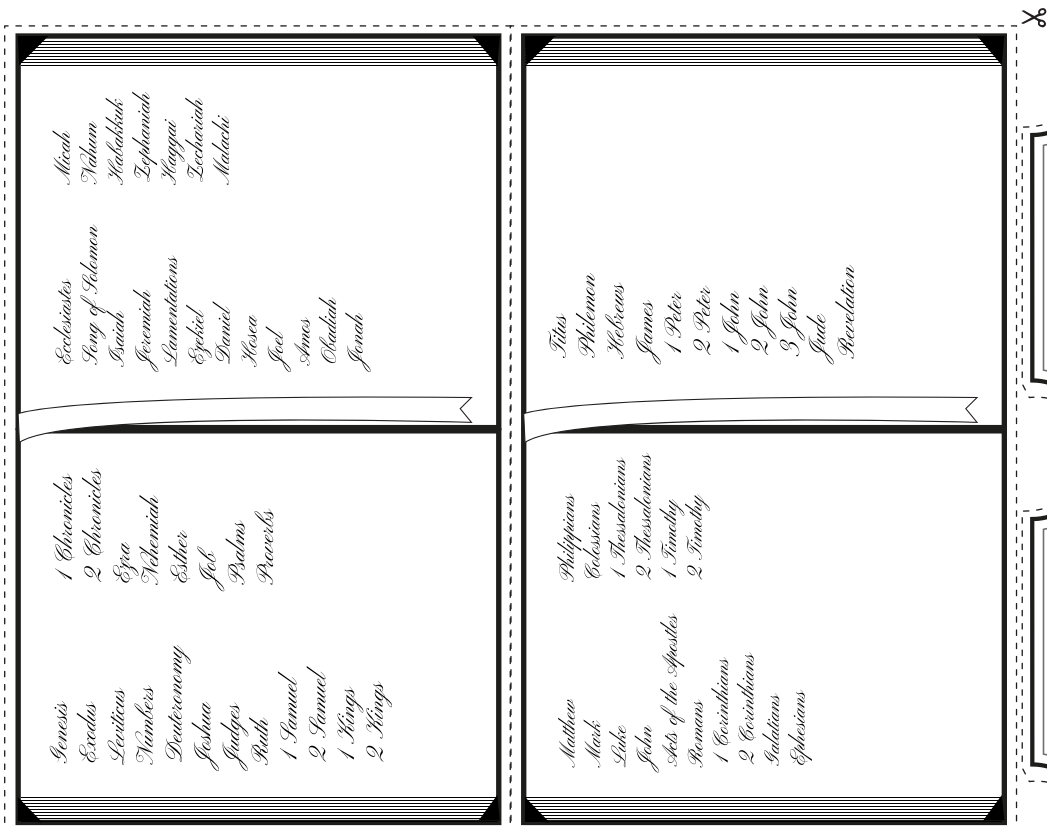 Genesis
Exodus
Leviticus
Numbers
Deuteronomy
Joshua
Judges
Ruth
1 Samuel
2 Samuel
1 Kings
2 Kings
1 Chronicles
2 Chronicles
Ezra
Nehemiah
Esther
Job
Psalms
Proverbs
Ecclesiastes
Song of Solomon
Isaiah
Jeremiah
Lamentations
Ezekiel
Daniel
Hosea
Joel
Amos
Obadiah
Jonah
Micah
Nahum
Habakkuk
Zephaniah
Haggai
Zechariah
Malachi
Matthew
Mark
Luke
John
Acts of the Apostles
Romans
1 Corinthians
2 Corinthians
Galatians
Ephesians
Philippians
Colossians
1 Thessalonians
2 Thessalonians
1 Timothy
2 Timothy
Titus
Philemon
Hebrews
James
1 Peter
2 Peter
1 John
2 John
3 John
Jude
Revelation